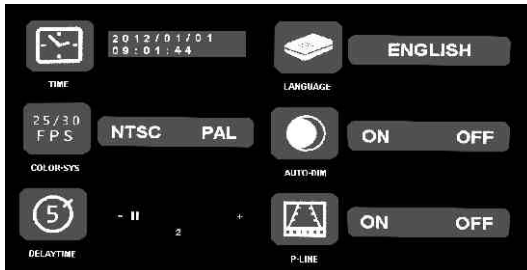 2012/01/01
09:01:44
TIME
ENGLISH
LANGUAGE
25/30
FPS
NTSC PAL
COLOR-SYS
ON OFF
AUTO-DIM
5
- +
2
DELAYTIME
ON OFF
P-LINE